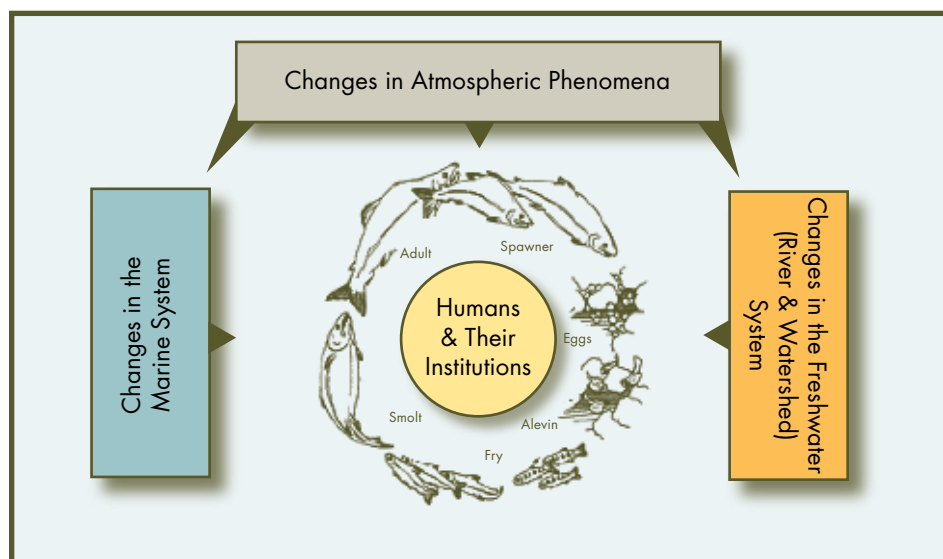 Changes in Atmospheric Phenomena
Changes in the
Marine System
Adult
Spawner
Humans
& Their
Institutions
Eggs
Smolt
Alevin
Fry
Changes in the Freshwater
(River & Watershed)
System